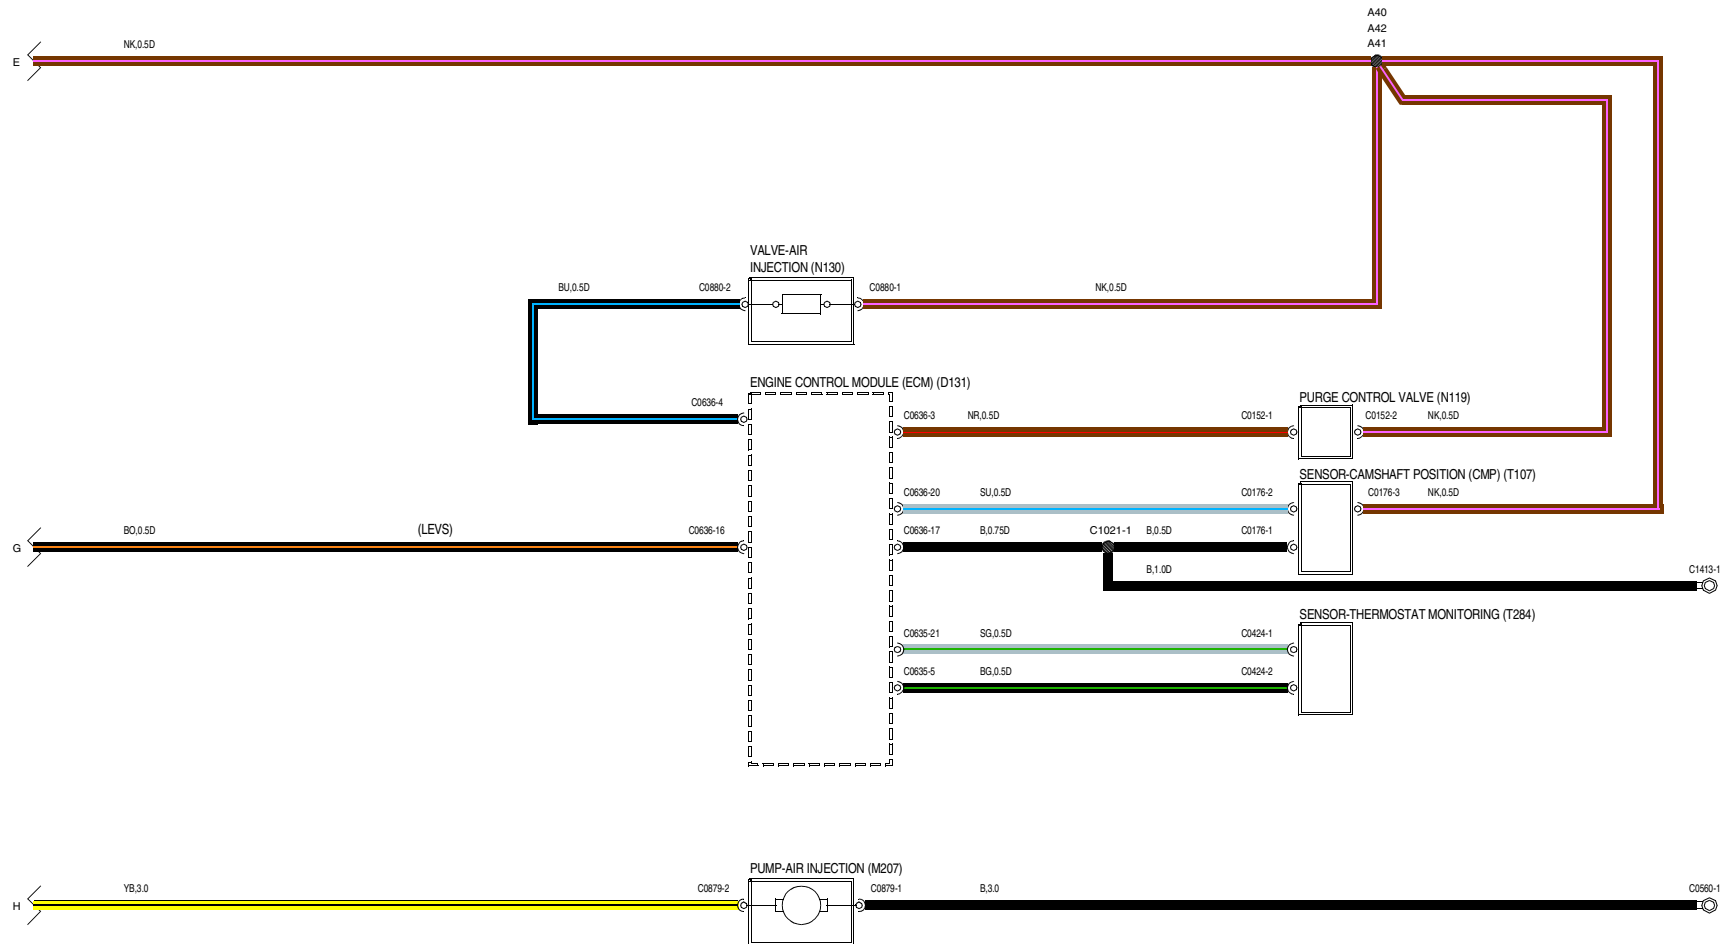 A40
A42
A41
NK,0.5D
E
VALVE-AIR
INJECTION (N130)
BU,0.5D
C0880-2
C0880-1
NK,0.5D
ENGINE CONTROL MODULE (ECM) (D131)
C0636-4
PURGE CONTROL VALVE (N119)
C0636-3
NR,0.5D
C0152-1
C0152-2
NK,0.5D
SENSOR-CAMSHAFT POSITION (CMP) (T107)
C0636-20
SU,0.5D
C0176-2
C0176-3
NK,0.5D
BO,0.5D
(LEVS)
C0636-16
C0636-17
B,0.75D
C1021-1
B,0.5D
C0176-1
G
B,1.0D
C1413-1
SENSOR-THERMOSTAT MONITORING (T284)
C0635-21
SG,0.5D
C0424-1
C0635-5
BG,0.5D
C0424-2
PUMP-AIR INJECTION (M207)
YB,3.0
C0879-2
C0879-1
B,3.0
C0560-1
H